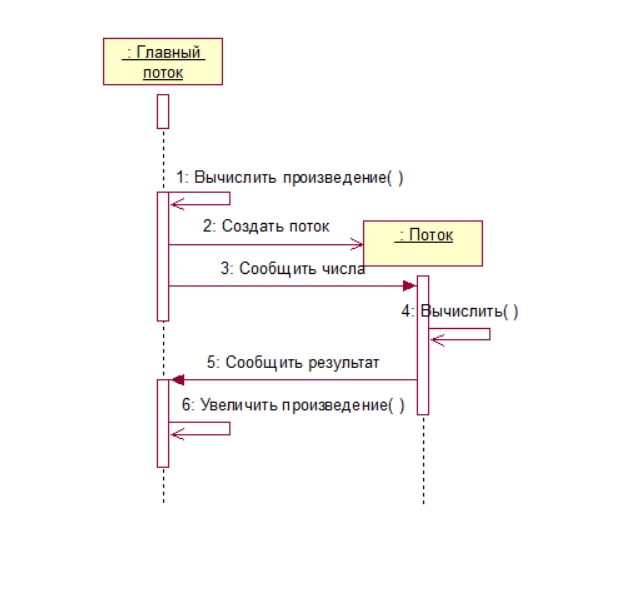 : Главный
поток
1: Вычислить произведение( )
2: Создать поток
: Поток
3: Сообщить числа
4: Вычислить( )
5: Сообщить результат
6: Увеличить произведение( )